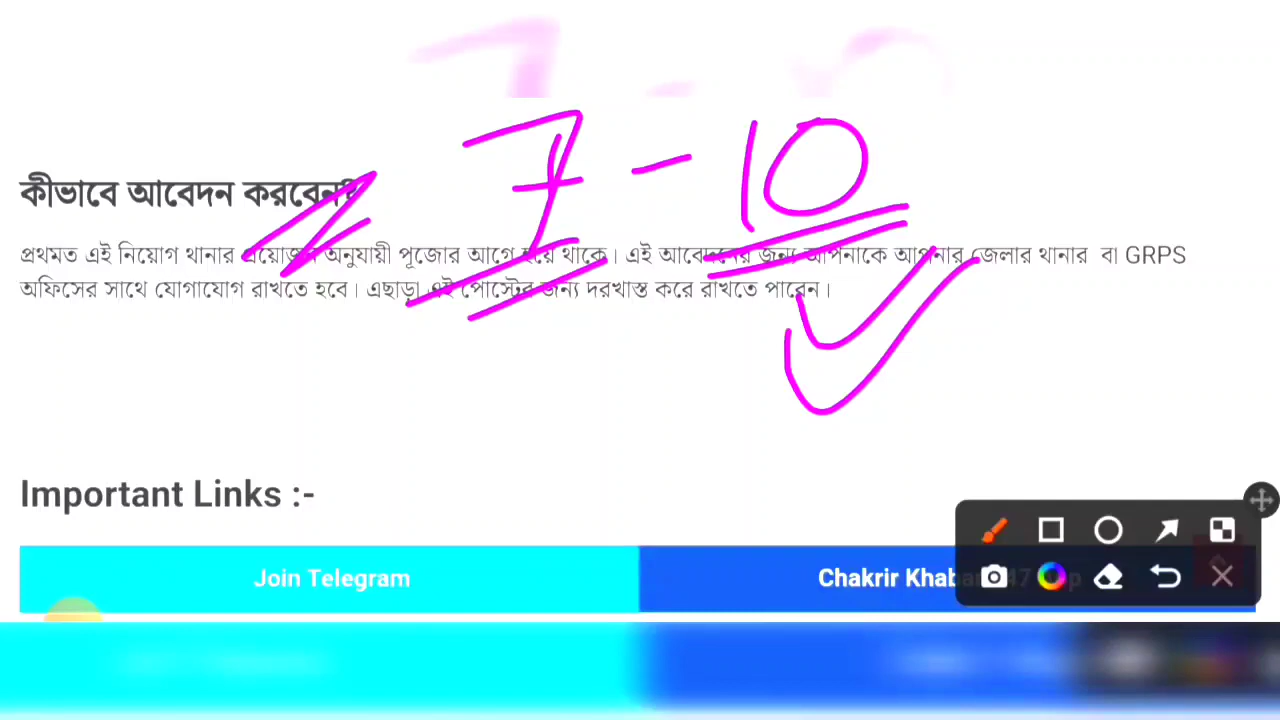 7 - 10
কীভাবে আবেদন করবেন?
প্রথমত এই নিয়োগ থানার প্রয়োজন অনুযায়ী পূজোর আগে হয়ে থাকে। এই আবেদনের জন্য আপনাকে আপনার জেলার থানার বা GRPS
অফিসের সাথে যোগাযোগ রাখতে হবে। এছাড়া এই পোস্টের জন্য দরখাস্ত করে রাখতে পারেন।
Important Links :-
Join Telegram
Chakrir